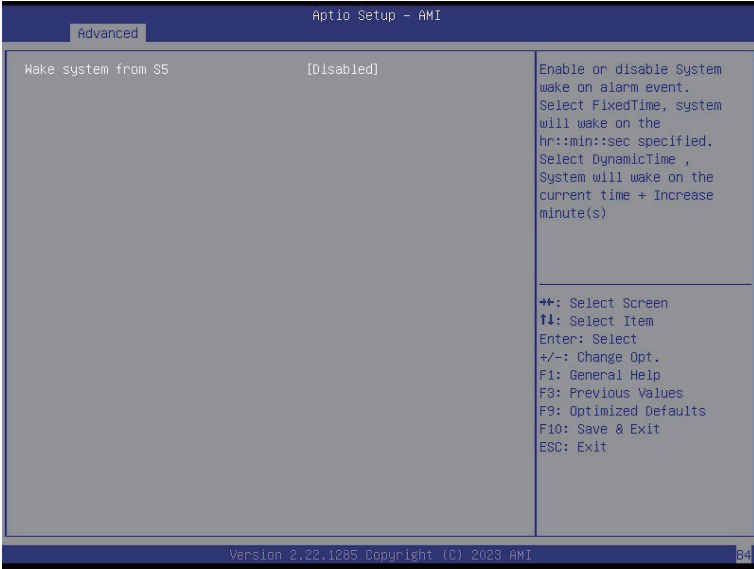 Aptio Setup – AMI
Advanced
Wake system from S5 [Disabled]
Enable or disable System
wake on alarm event.
Select FixedTime, system
will wake on the
hr::min::sec specified.
Select DynamicTime ,
System will wake on the
current time + Increase
minute(s)
→←: Select Screen
↑↓: Select Item
Enter: Select
+/-: Change Opt.
F1: General Help
F3: Previous Values
F9: Optimized Defaults
F10: Save & Exit
ESC: Exit
Version 2.22.1285 Copyright (C) 2023 AMI
B4